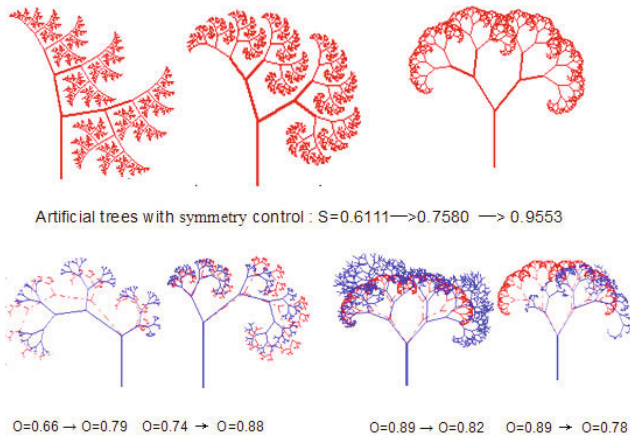 Artificial trees with symmetry control : S=0.6111—>0.7580 —> 0.9553
O=0.66 → O=0.79 O=0.74 → O=0.88 O=0.89 → O=0.82 O=0.89 → O=0.78